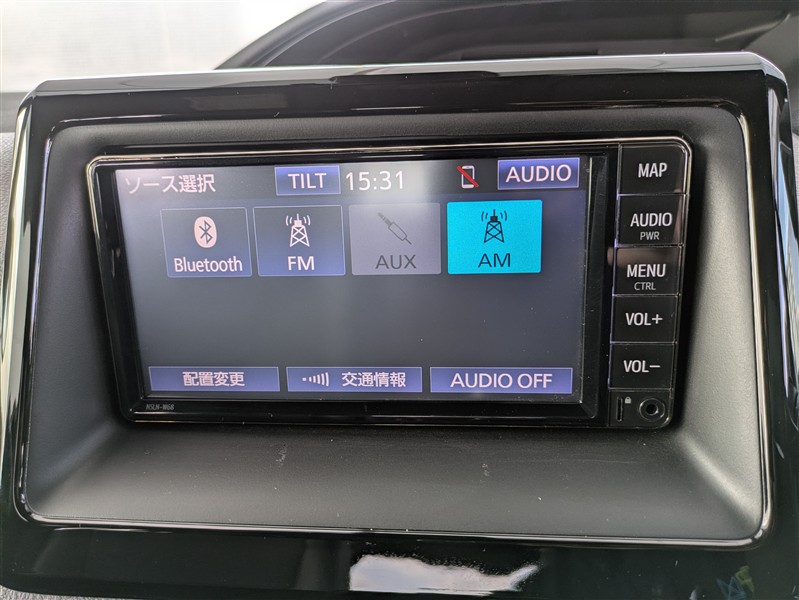 ソース選択 TILT 15:31 AUDIO
Bluetooth FM AUX AM
配置変更 交通情報 AUDIO OFF
MAP
AUDIO
PWR
MENU
CTRL
VOL+
VOL-